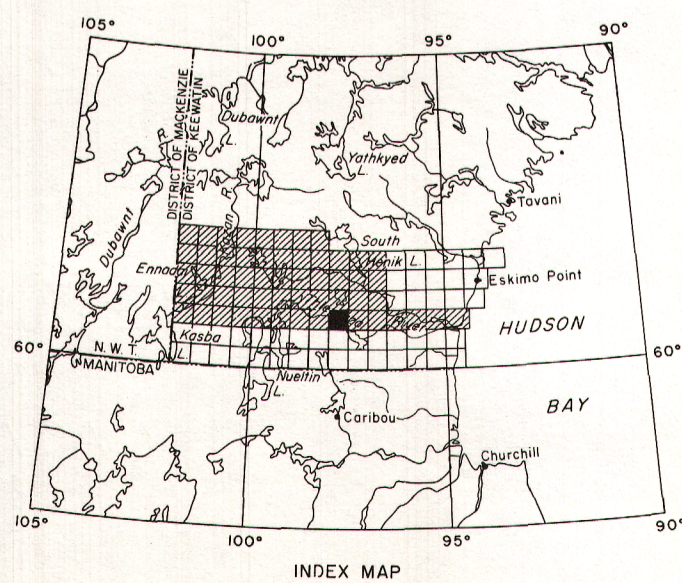 105°
100°
95°
90°
DISTRICT OF MACKENZIE
DISTRICT OF KEEWATIN
Dubawnt
L.
R.
Dubawnt
Yathkyed
L.
Tavani
Kazan
R.
South
Henik L.
Ennadai
L.
Eskimo Point
River
HUDSON
BAY
Kasba
L.
60°
60°
N. W. T.
MANITOBA
Nueltin
L.
Caribou
Churchill
105°
100°
95°
90°
INDEX MAP